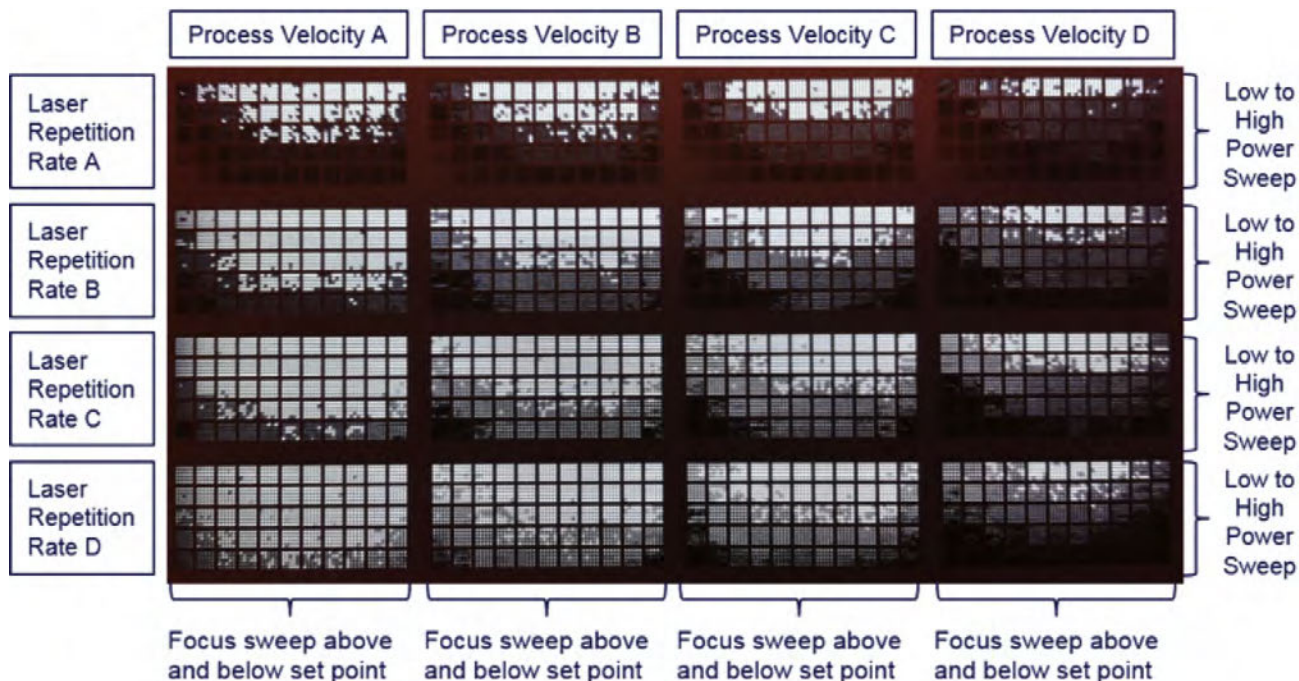 Process Velocity A
Process Velocity B
Process Velocity C
Process Velocity D
Laser
Repetition
Rate A
Low to
High
Power
Sweep
Laser
Repetition
Rate B
Low to
High
Power
Sweep
Laser
Repetition
Rate C
Low to
High
Power
Sweep
Laser
Repetition
Rate D
Low to
High
Power
Sweep
Focus sweep above
and below set point
Focus sweep above
and below set point
Focus sweep above
and below set point
Focus sweep above
and below set point